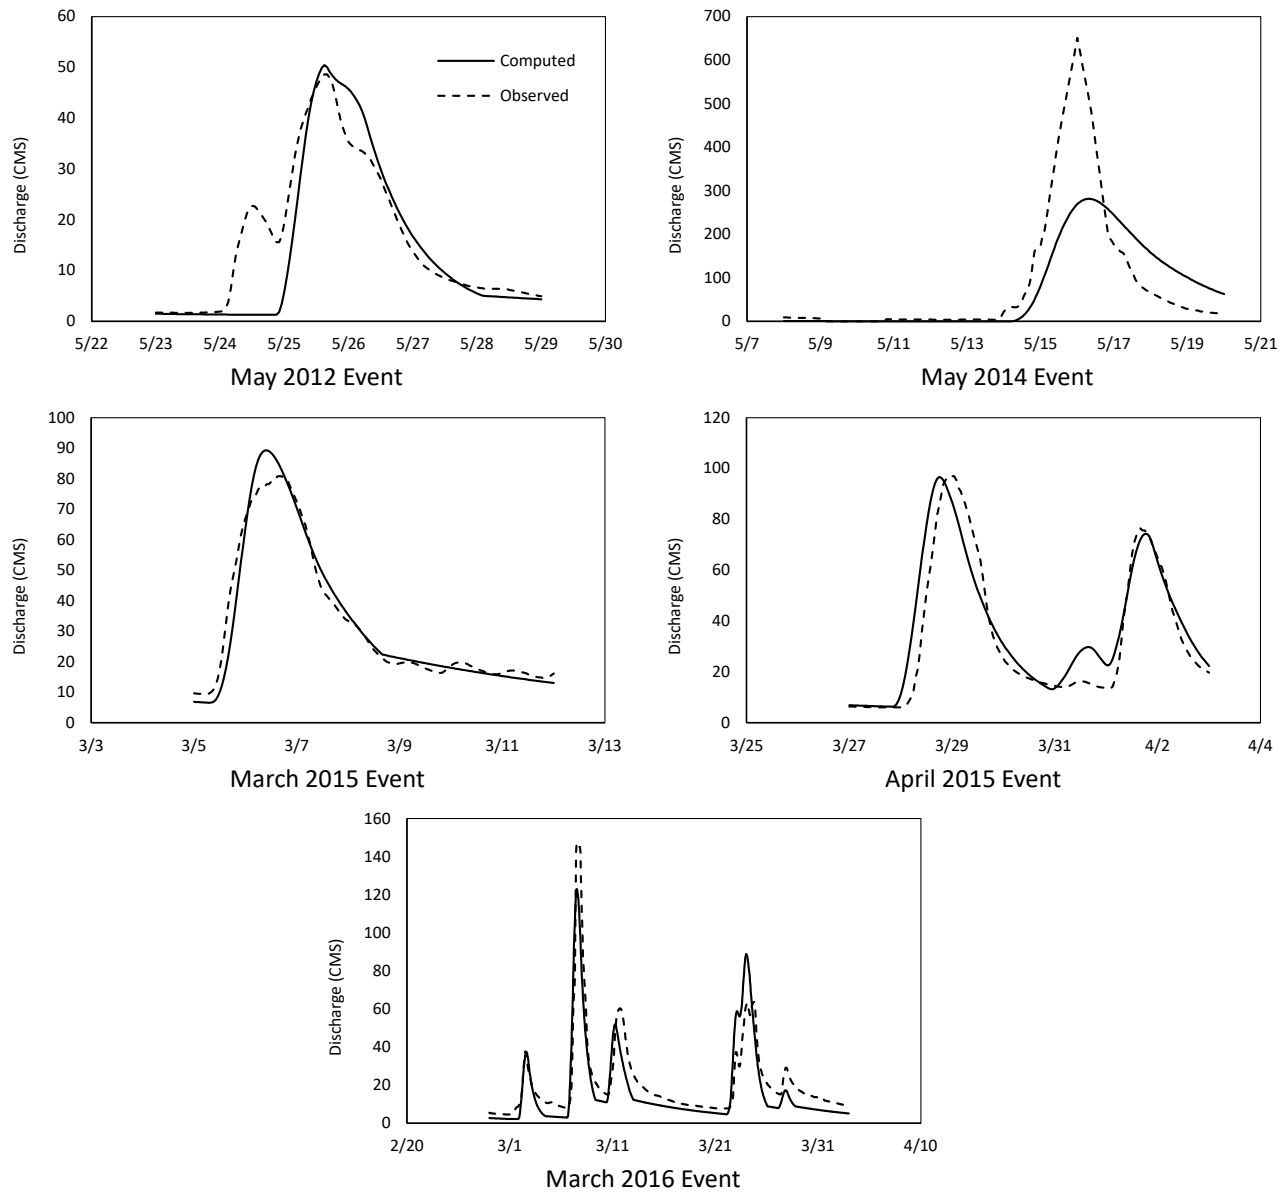 60
50
40
30
20
10
0
Discharge (CMS)
Computed
Observed
5/22 5/23 5/24 5/25 5/26 5/27 5/28 5/29 5/30
May 2012 Event
700
600
500
400
300
200
100
0
Discharge (CMS)
5/7 5/9 5/11 5/13 5/15 5/17 5/19 5/21
May 2014 Event
100
90
80
70
60
50
40
30
20
10
0
Discharge (CMS)
3/3 3/5 3/7 3/9 3/11 3/13
March 2015 Event
120
100
80
60
40
20
0
Discharge (CMS)
3/25 3/27 3/29 3/31 4/2 4/4
April 2015 Event
160
140
120
100
80
60
40
20
0
Discharge (CMS)
2/20 3/1 3/11 3/21 3/31 4/10
March 2016 Event